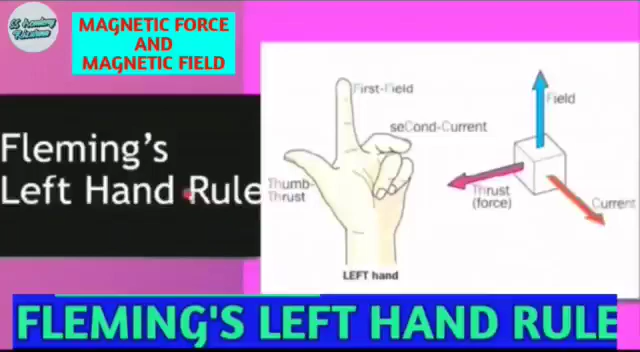 MAGNETIC FORCE
AND
MAGNETIC FIELD
Fleming's
Left Hand Rule
First-Field
seCond-Current
Thumb-
Thrust
LEFT hand
Field
Thrust
(force)
Current
FLEMING'S LEFT HAND RULE